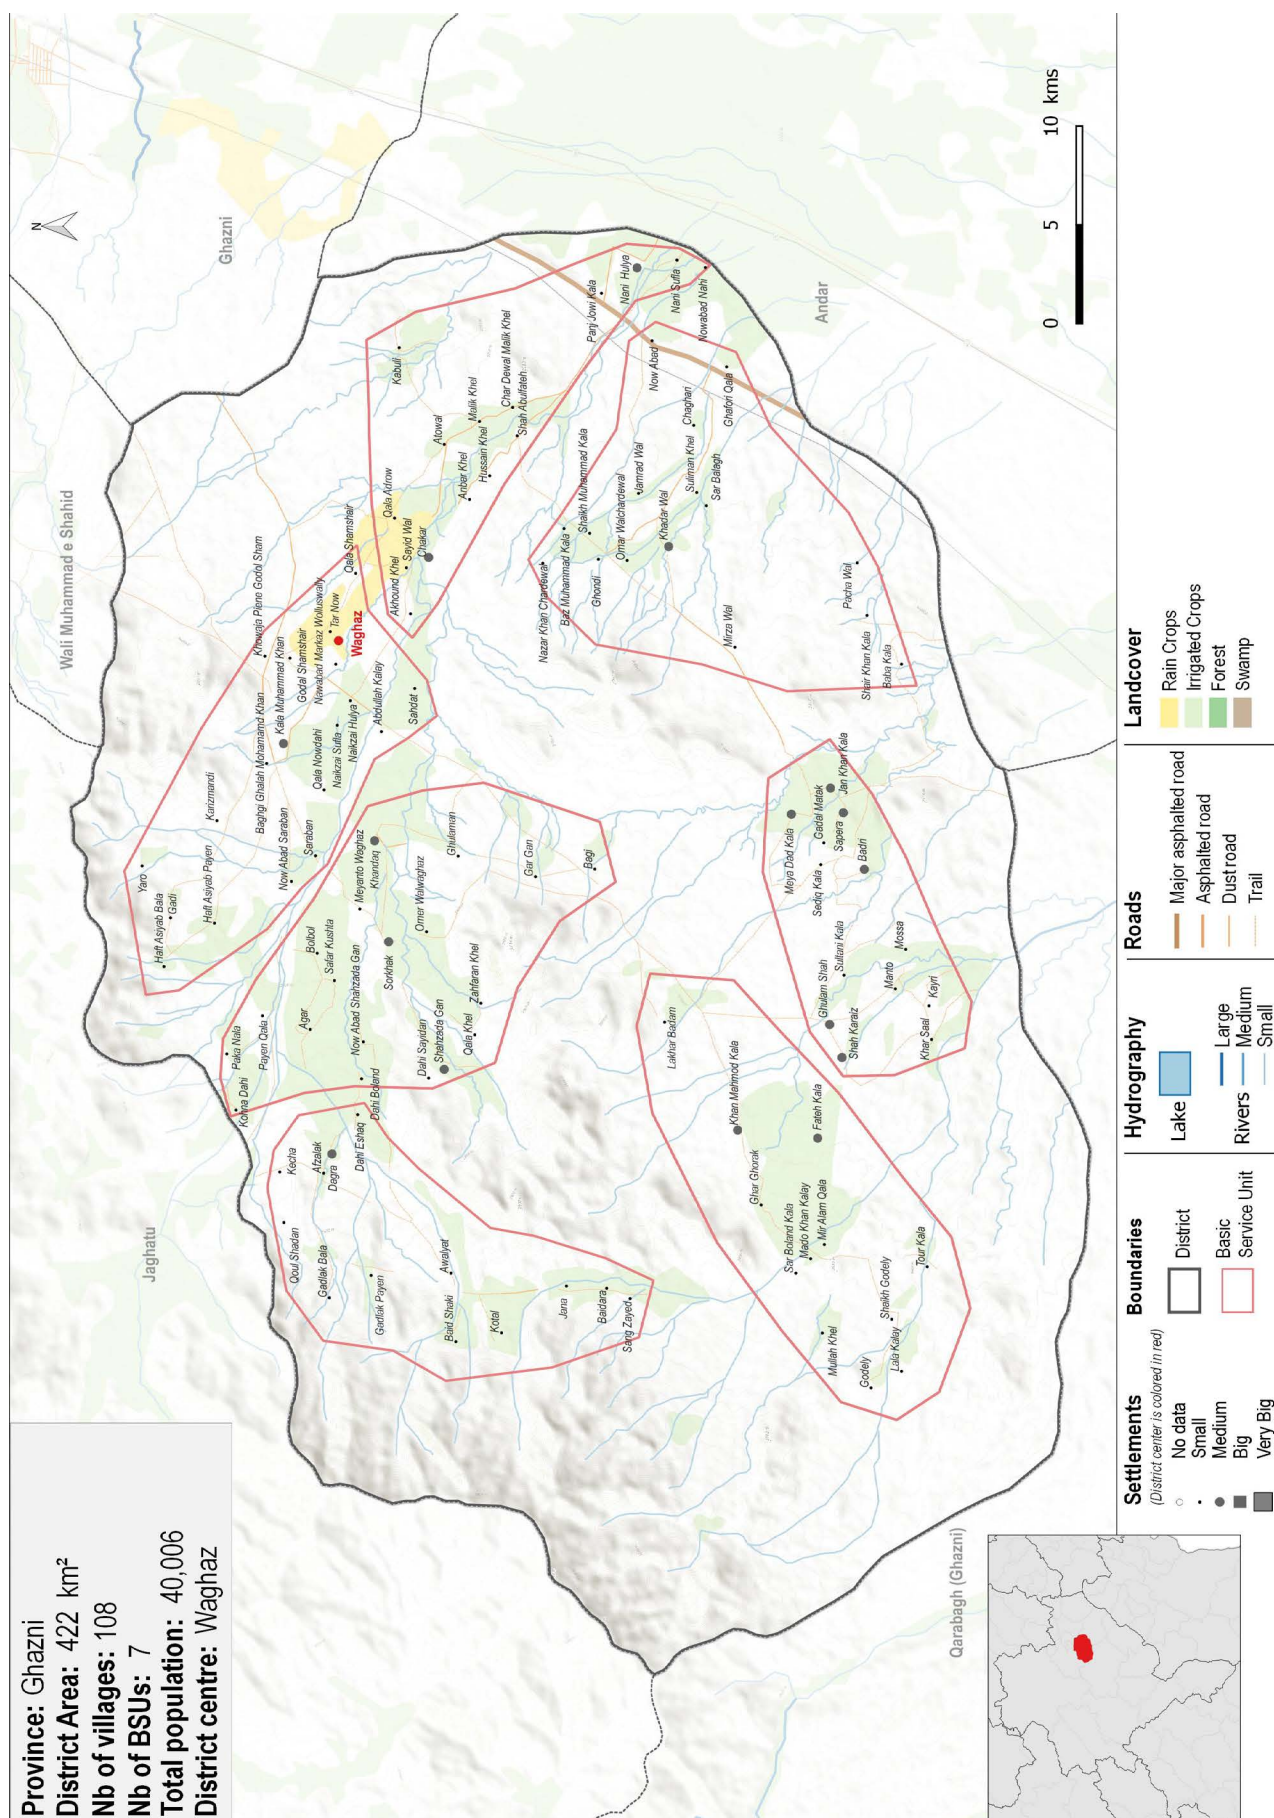 Province: Ghazni
District Area: 422 km²
Nb of villages: 108
Nb of BSUs: 7
Total population: 40,006
District centre: Waghaz
N
Jaghatu
Wali Muhammad e Shahid
Ghazni
Andar
Qarabagh (Ghazni)
Yaro
Haft Asiyab Bala
Gadi
Haft Asiyab Payen
Karizmandi
Now Abad Saraban
Saraban
Baghgi Ghalah Mohamamd Khan
Kala Muhammad Khan
Khowaja Piene Godol Sham
Qala Nowdahi
Naikzai Sufla
Naikzai Hulya
Godal Shamshair
Nawabad Markaz Wolluswally
Tar Now
Waghaz
Qala Shamshair
Abdullah Kalay
Sahdat
Kabuli
Qala Adrow
Sayid Wal
Chakar
Akhound Khel
Atowal
Anbar Khel
Malik Khel
Hussain Khel
Char Dewal Malik Khel
Shah Abulfateh
Panj Jowi Kala
Nani Hulya
Nani Sufla
Nowabad Nahi
Paka Nala
Kohna Dahi
Payen Qala
Agar
Bolbol
Safar Kushta
Meyanto Waghaz
Khandaq
Now Abad Shahzada Gan
Sorkhak
Dahi Boland
Omer Walwaghaz
Ghulaman
Dahi Sayidan
Shahzada Gan
Qala Khel
Zahfaran Khel
Gar Gan
Bagi
Kecha
Afzalak
Dagra
Dahi Eshaq
Qoul Shadan
Gadlak Bala
Gadlak Payen
Awalyat
Baid Shaki
Kotal
Jana
Baidara
Sang Zayed
Nazar Khan Chardewal
Baz Muhammad Kala
Shaikh Muhammad Kala
Ghondi
Omar Walchardewal
Jamrad Wal
Khadar Wal
Suliman Khel
Chaghari
Sar Balagh
Now Abad
Ghafori Qala
Mirza Wal
Pacha Wal
Shair Khan Kala
Baba Kala
Meya Dad Kala
Gadal Matak
Jan Khan Kala
Sapera
Sediq Kala
Badri
Ghulam Shah
Sultani Kala
Shah Karaiz
Manto
Mossa
Kayri
Khar Saal
Lakhar Badam
Khan Mahmod Kala
Fateh Kala
Ghar Ghorak
Sar Boland Kala
Mado Khan Kalay
Mir Alam Qala
Tour Kala
Shaikh Godely
Mullah Khel
Godely
Lala Kalay
0 5 10 kms
Settlements
(District center is colored in red)
No data
Small
Medium
Big
Very Big
Boundaries
District
Basic
Service Unit
Hydrography
Lake
Rivers
Large
Medium
Small
Roads
Major asphalted road
Asphalted road
Dust road
Trail
Landcover
Rain Crops
Irrigated Crops
Forest
Swamp